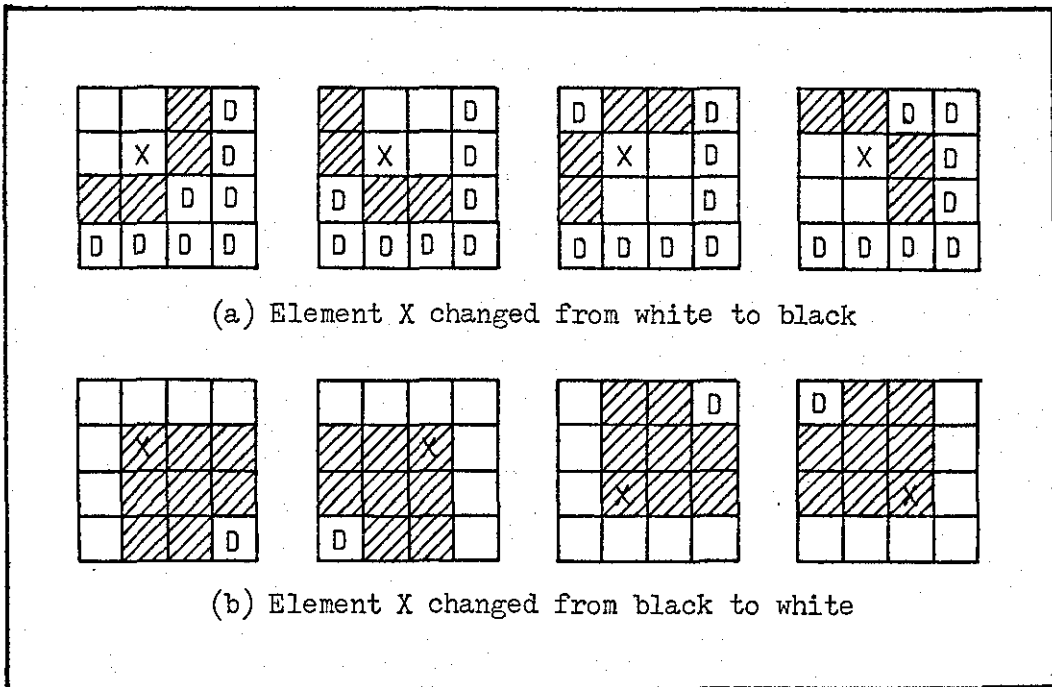 D D D D
X D X D X D X D
D D D D D D
D D D D D D D D D D D D D D D D
(a) Element X changed from white to black
D D
X X
X X
D D
(b) Element X changed from black to white